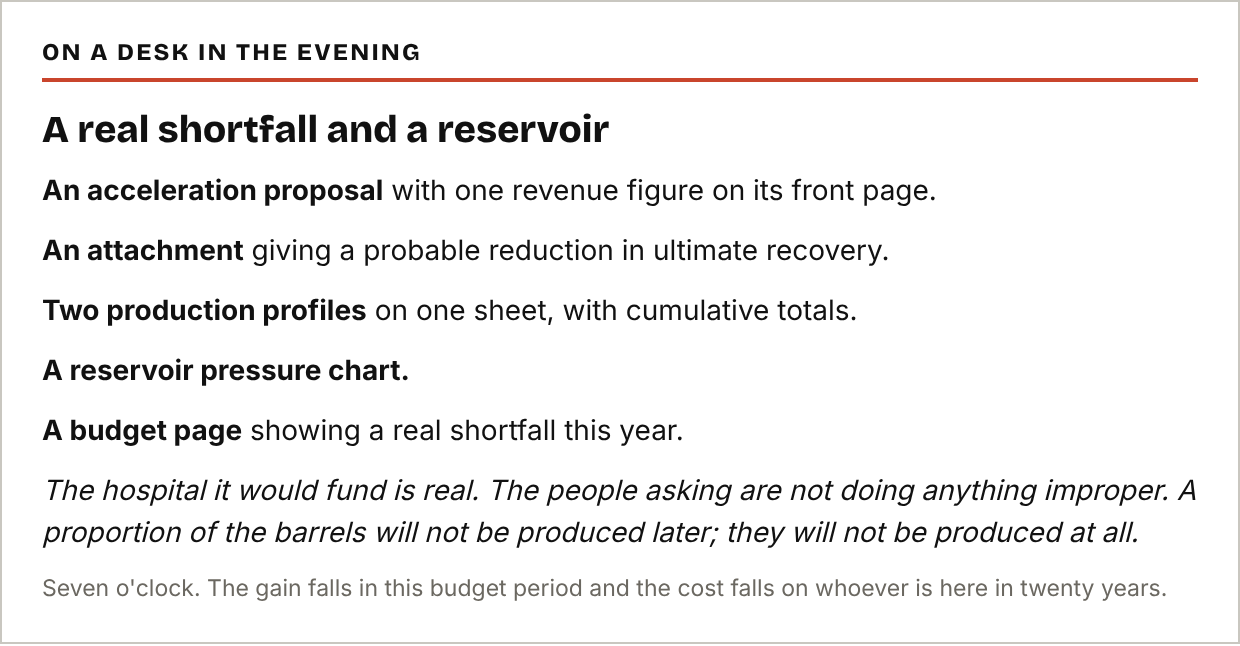 ON A DESK IN THE EVENING
A real shortfall and a reservoir
An acceleration proposal with one revenue figure on its front page.
An attachment giving a probable reduction in ultimate recovery.
Two production profiles on one sheet, with cumulative totals.
A reservoir pressure chart.
A budget page showing a real shortfall this year.
The hospital it would fund is real. The people asking are not doing anything improper. A
proportion of the barrels will not be produced later; they will not be produced at all.
Seven o'clock. The gain falls in this budget period and the cost falls on whoever is here in twenty years.